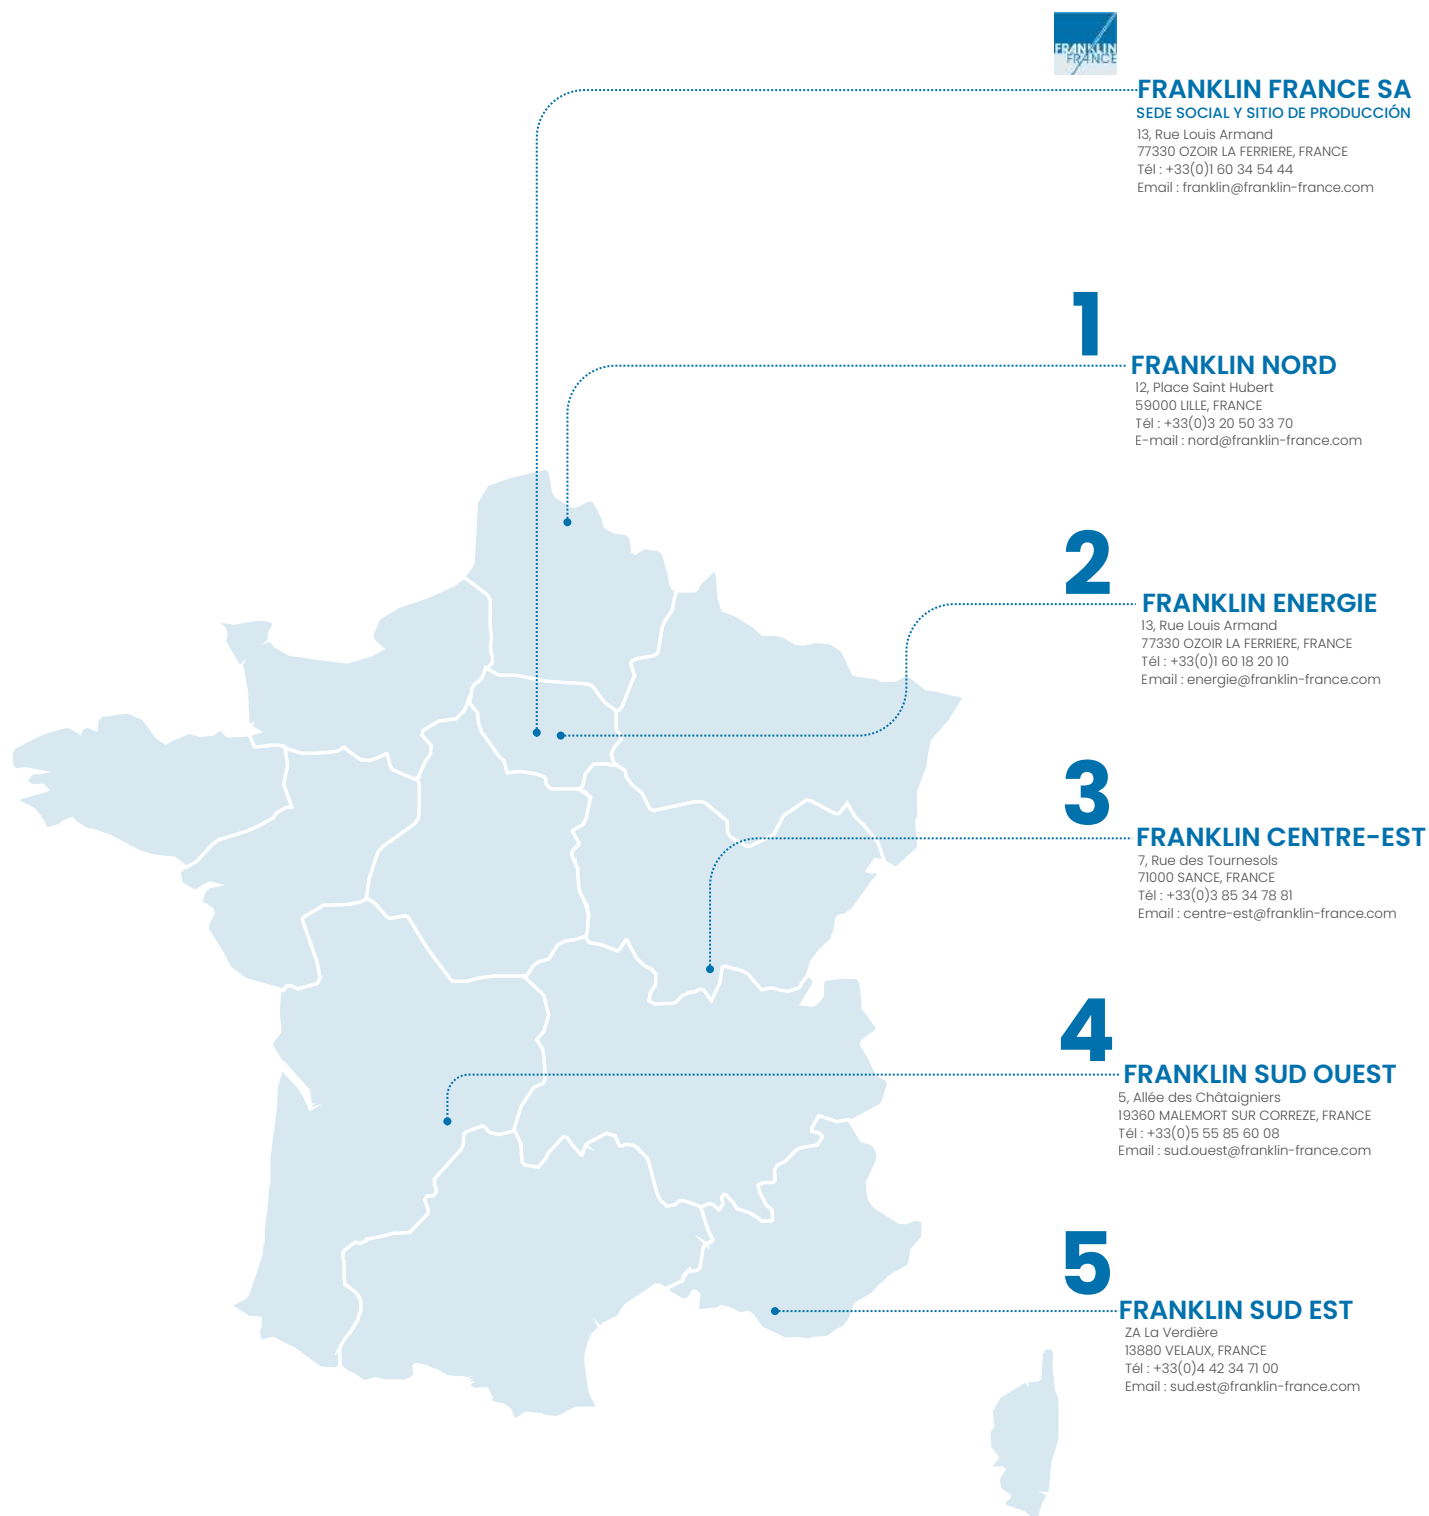 FRANKLIN
FRANCE
FRANKLIN FRANCE SA
SEDE SOCIAL Y SITIO DE PRODUCCIÓN
13, Rue Louis Armand
77330 OZOIR LA FERRIERE, FRANCE
Tél : +33(0)1 60 34 54 44
Email : franklin@franklin-france.com
1
FRANKLIN NORD
12, Place Saint Hubert
59000 LILLE, FRANCE
Tél : +33(0)3 20 50 33 70
E-mail : nord@franklin-france.com
2
FRANKLIN ENERGIE
13, Rue Louis Armand
77330 OZOIR LA FERRIERE, FRANCE
Tél : +33(0)1 60 18 20 10
Email : energie@franklin-france.com
3
FRANKLIN CENTRE-EST
7, Rue des Tournesols
71000 SANCE, FRANCE
Tél : +33(0)3 85 34 78 81
Email : centre-est@franklin-france.com
4
FRANKLIN SUD OUEST
5, Allée des Châtaigniers
19360 MALEMORT SUR CORREZE, FRANCE
Tél : +33(0)5 55 85 60 08
Email : sud.ouest@franklin-france.com
5
FRANKLIN SUD EST
ZA La Verdière
13880 VELAUX, FRANCE
Tél : +33(0)4 42 34 71 00
Email : sud.est@franklin-france.com